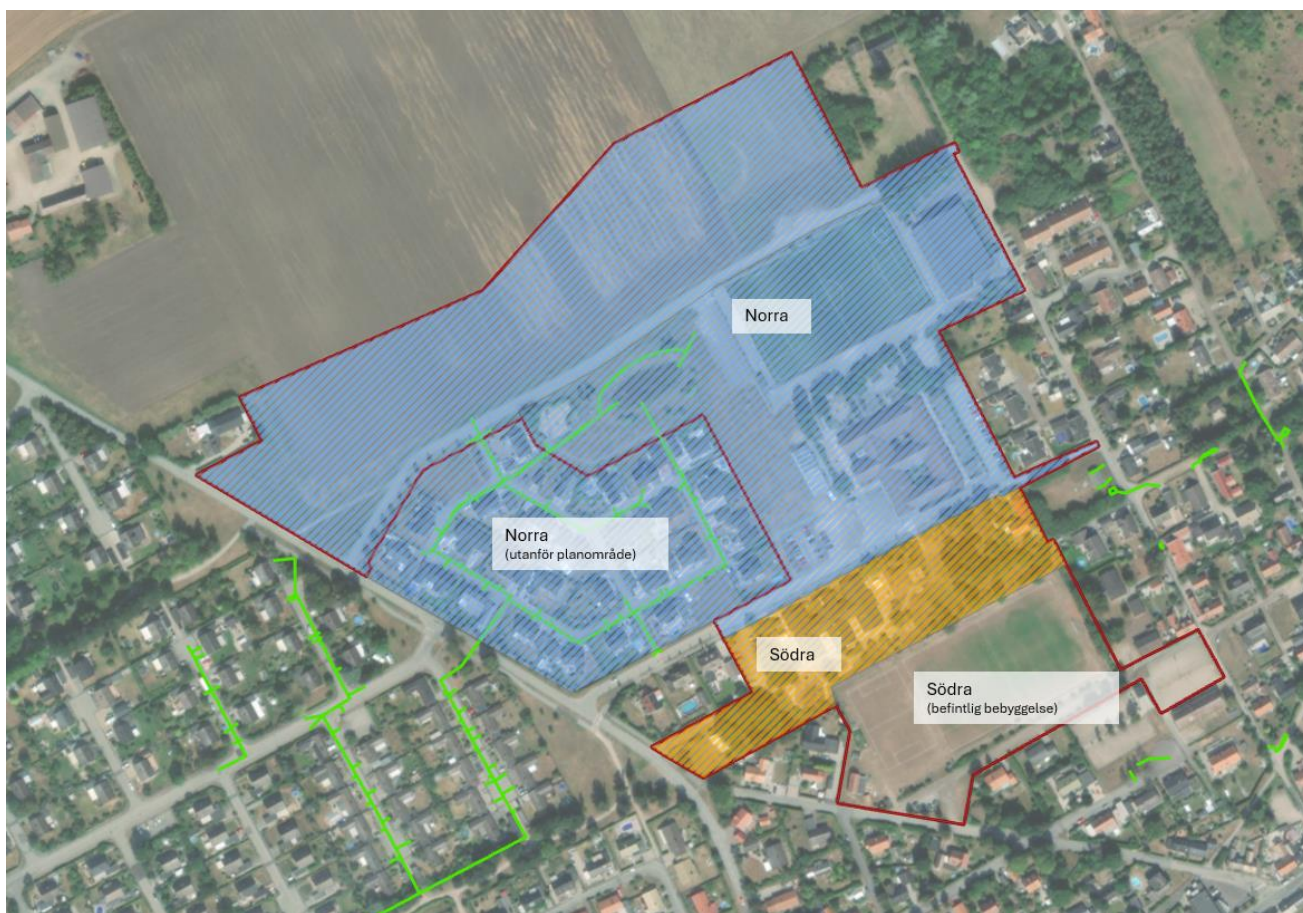 Norra
Norra
(utanför planområde)
Södra
Södra
(befintlig bebyggelse)